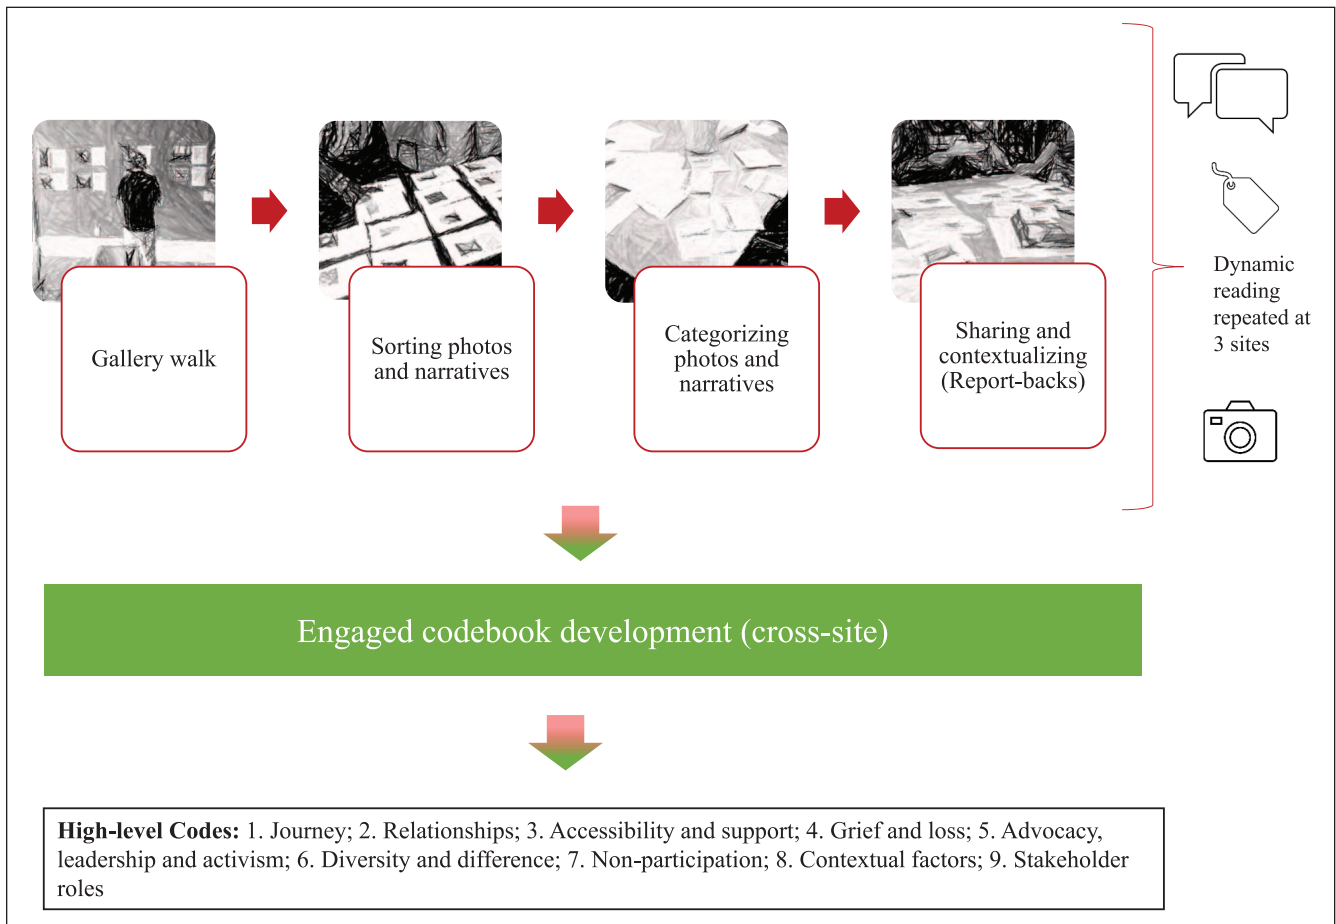 Gallery walk
Sorting photos
and narratives
Categorizing
photos and
narratives
Sharing and
contextualizing
(Report-backs)
Dynamic
reading
repeated at
3 sites
Engaged codebook development (cross-site)
High-level Codes: 1. Journey; 2. Relationships; 3. Accessibility and support; 4. Grief and loss; 5. Advocacy,
leadership and activism; 6. Diversity and difference; 7. Non-participation; 8. Contextual factors; 9. Stakeholder
roles